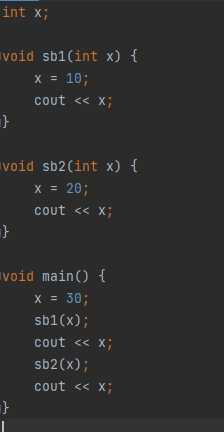 int x;
void sb1(int x) {
    x = 10;
    cout << x;
}
void sb2(int x) {
    x = 20;
    cout << x;
}
void main() {
    x = 30;
    sb1(x);
    cout << x;
    sb2(x);
    cout << x;
}